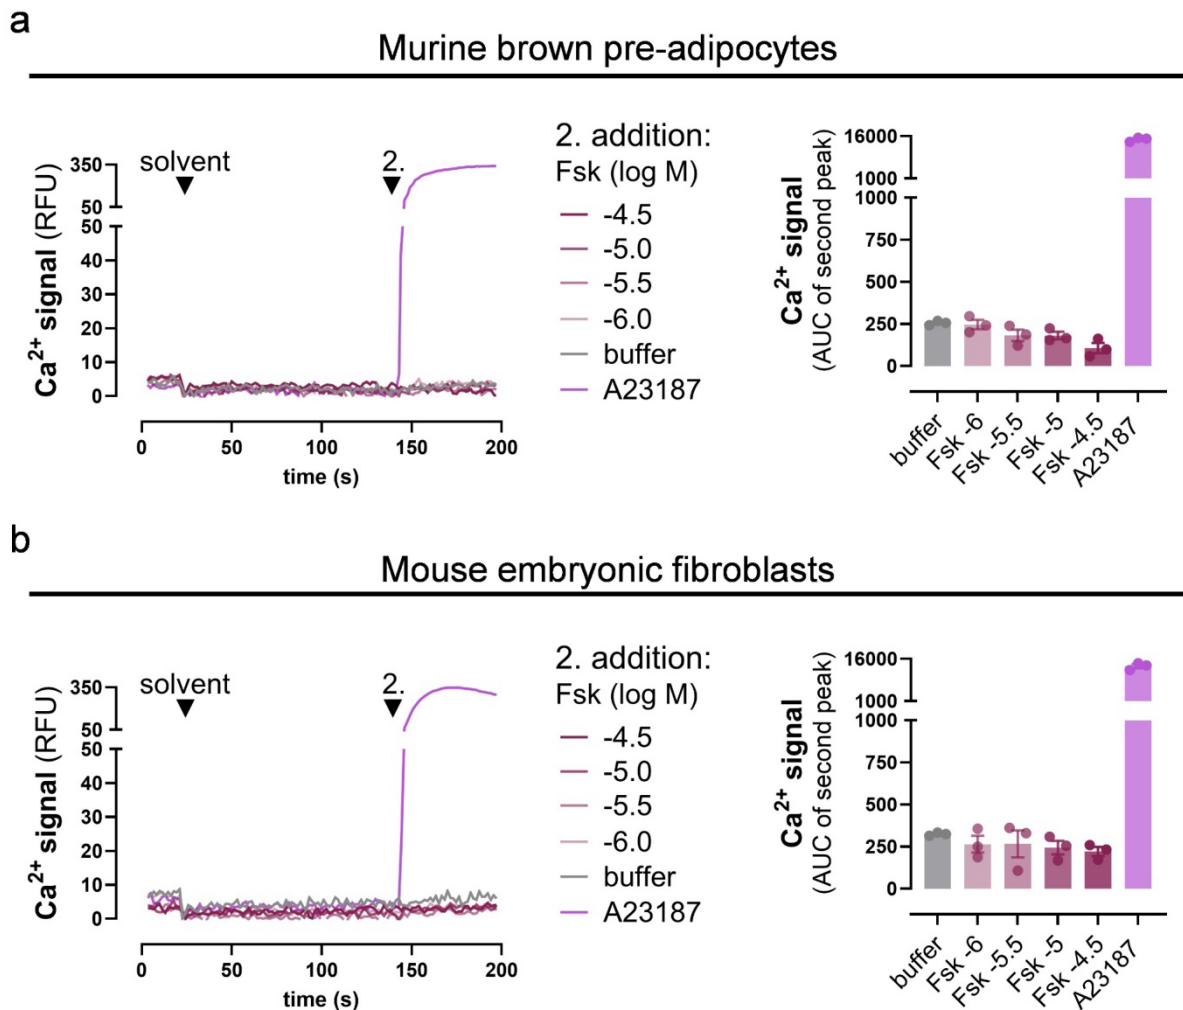 a
Murine brown pre-adipocytes
Ca2+ signal (RFU)
350
50
50
40
30
20
10
0
solvent
2.
0
50
100
150
200
time (s)
2. addition:
Fsk (log M)
-4.5
-5.0
-5.5
-6.0
buffer
A23187
Ca2+ signal
(AUC of second peak)
16000
1000
1000
750
500
250
0
buffer
Fsk -6
Fsk -5.5
Fsk -5
Fsk -4.5
A23187
b
Mouse embryonic fibroblasts
Ca2+ signal (RFU)
350
50
50
40
30
20
10
0
solvent
2.
0
50
100
150
200
time (s)
2. addition:
Fsk (log M)
-4.5
-5.0
-5.5
-6.0
buffer
A23187
Ca2+ signal
(AUC of second peak)
16000
1000
1000
750
500
250
0
buffer
Fsk -6
Fsk -5.5
Fsk -5
Fsk -4.5
A23187